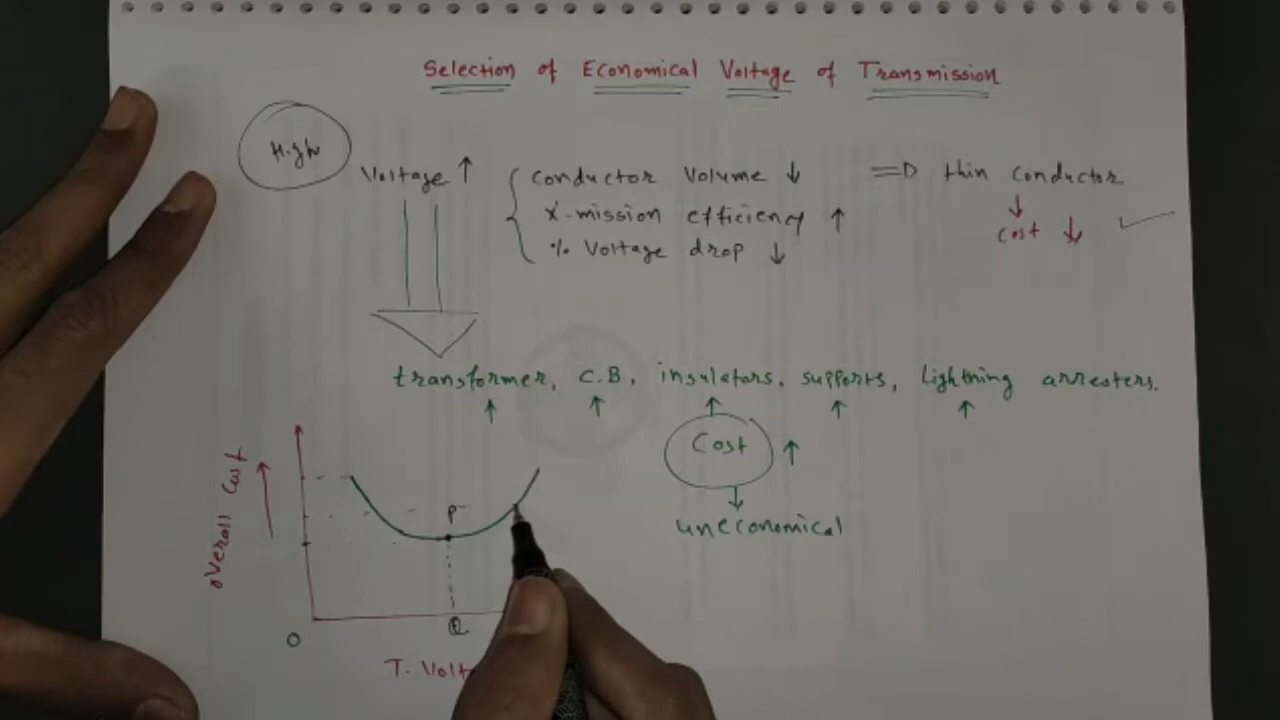 Selection of Economical Voltage of Transmission
High
Voltage ↑
Conductor Volume ↓ => thin conductor
X'-mission efficiency ↑
cost ↓
% Voltage drop ↓
transformer, C.B, insulators, supports, Lightning arresters.
↑ ↑ ↑ ↑ ↑
Cost ↑
uneconomical
overall Cost
P
O
Q
T. Volt